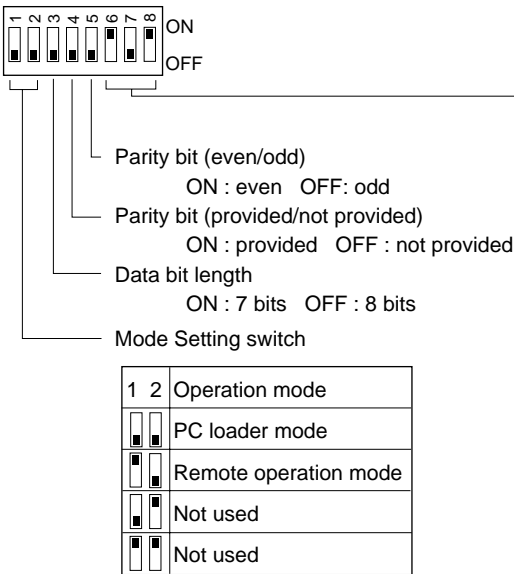 1 2 3 4 5 6 7 8
ON
OFF
Parity bit (even/odd)
ON : even OFF: odd
Parity bit (provided/not provided)
ON : provided OFF : not provided
Data bit length
ON : 7 bits OFF : 8 bits
Mode Setting switch
1 2 Operation mode
PC loader mode
Remote operation mode
Not used
Not used